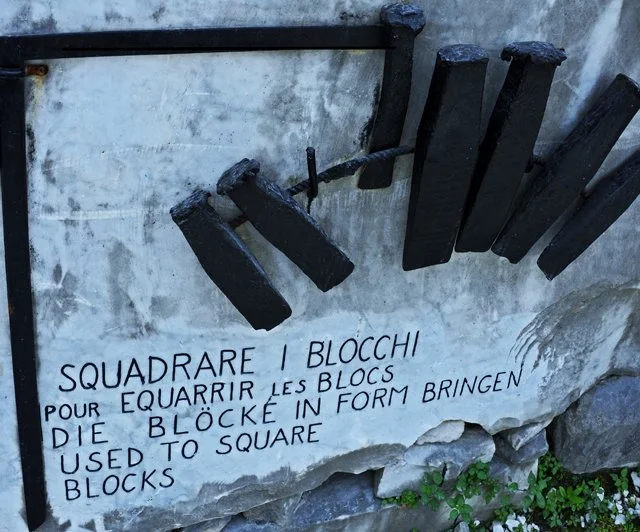 SQUADRARE I BLOCCHI
POUR EQUARRIR LES BLOCS
DIE BLÖCKE IN FORM BRINGEN
USED TO SQUARE
BLOCKS